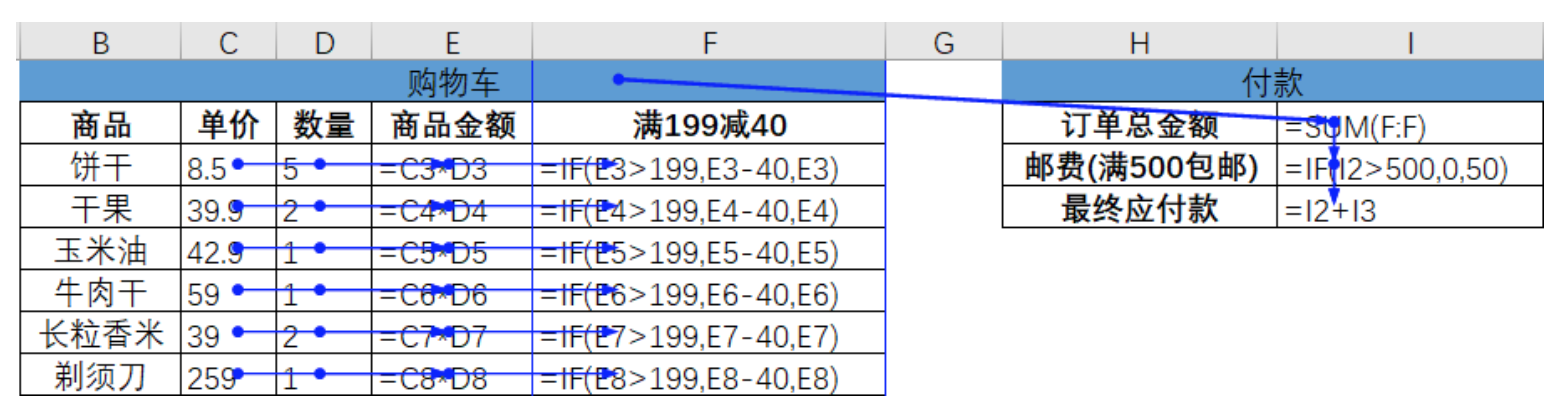 B C D E F G H I
购物车 付款
商品 单价 数量 商品金额 满199减40 订单总金额 =SUM(F:F)
饼干 8.5 5 =C3*D3 =IF(E3>199,E3-40,E3) 邮费(满500包邮) =IF(I2>500,0,50)
干果 39.9 2 =C4*D4 =IF(E4>199,E4-40,E4) 最终应付款 =I2+I3
玉米油 42.9 1 =C5*D5 =IF(E5>199,E5-40,E5)
牛肉干 59 1 =C6*D6 =IF(E6>199,E6-40,E6)
长粒香米 39 2 =C7*D7 =IF(E7>199,E7-40,E7)
剃须刀 259 1 =C8*D8 =IF(E8>199,E8-40,E8)